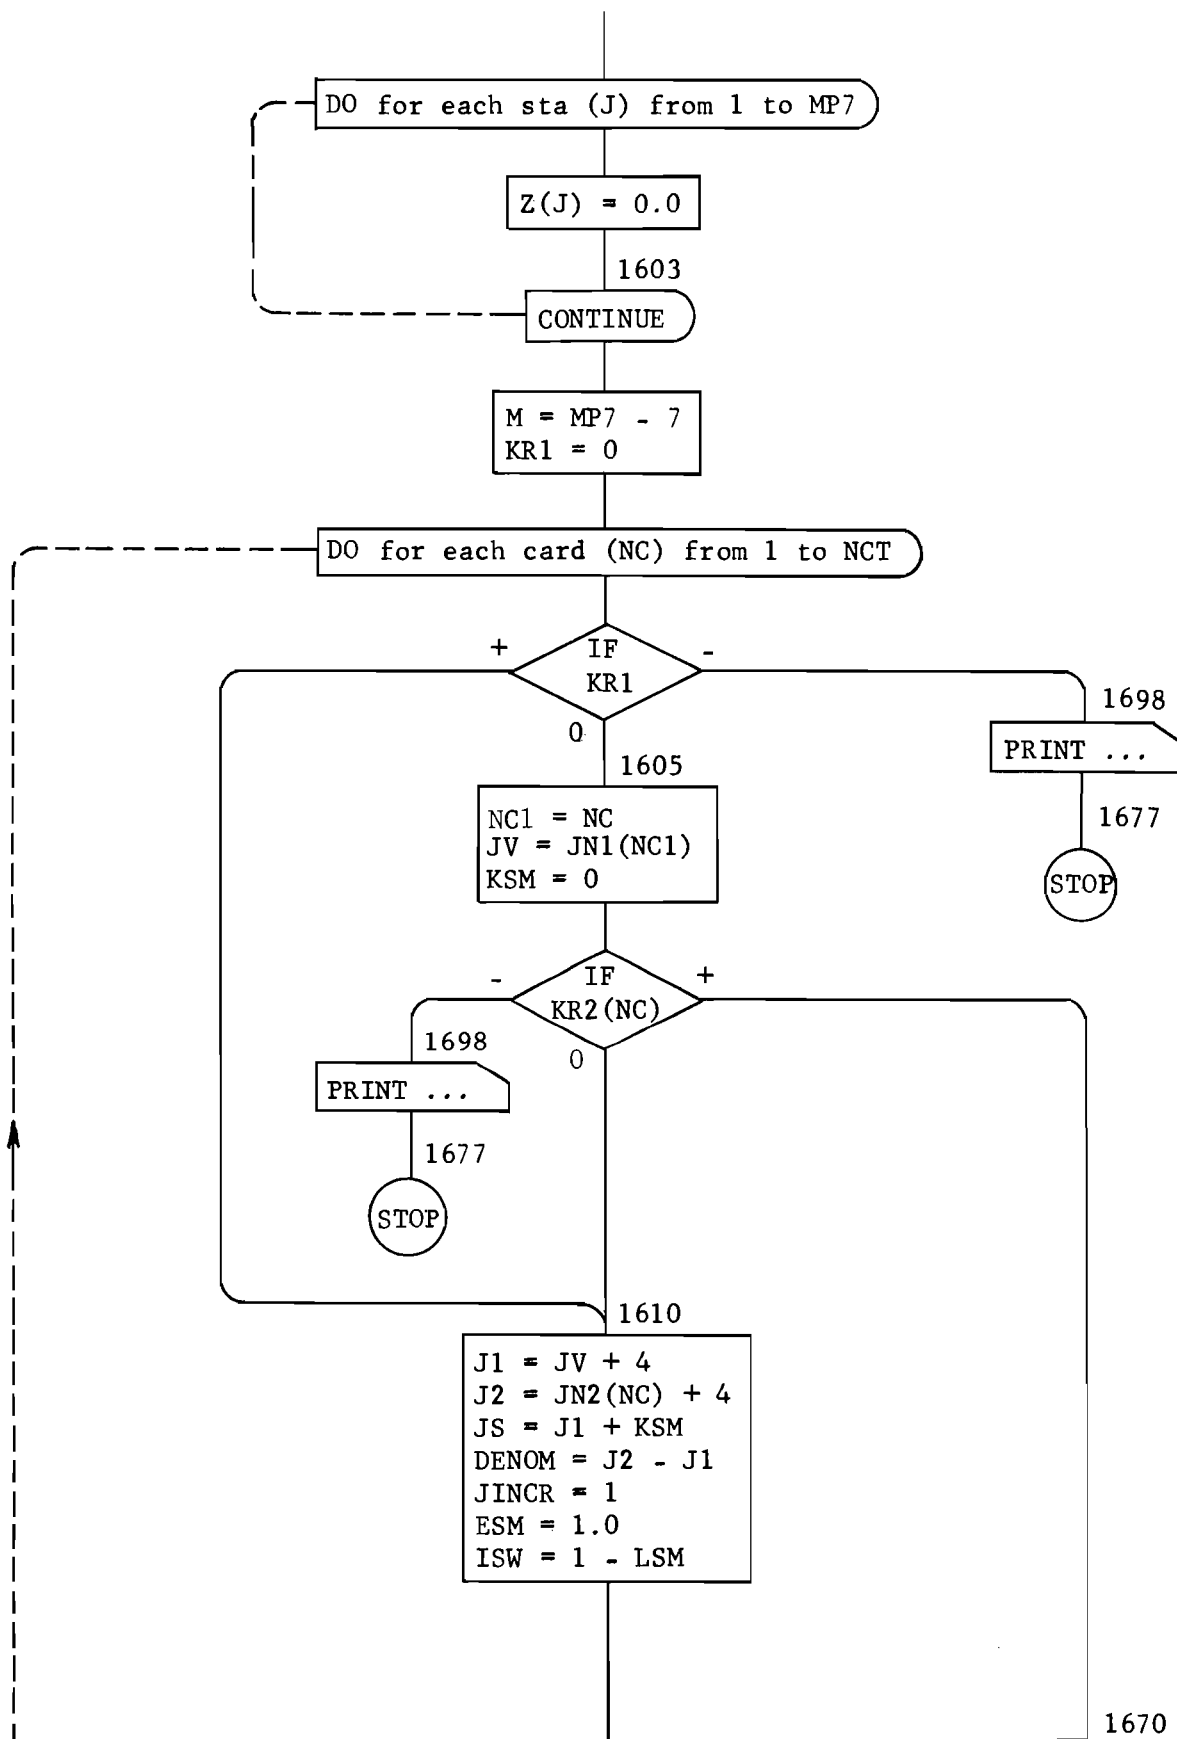 DO for each sta (J) from 1 to MP7
Z(J) = 0.0
1603
CONTINUE
M = MP7 - 7
KR1 = 0
DO for each card (NC) from 1 to NCT
+
IF
KR1
-
0
1698
PRINT ...
1677
STOP
1605
NC1 = NC
JV = JN1(NC1)
KSM = 0
-
IF
KR2(NC)
+
0
1698
PRINT ...
1677
STOP
1610
J1 = JV + 4
J2 = JN2(NC) + 4
JS = J1 + KSM
DENOM = J2 - J1
JINCR = 1
ESM = 1.0
ISW = 1 - LSM
1670